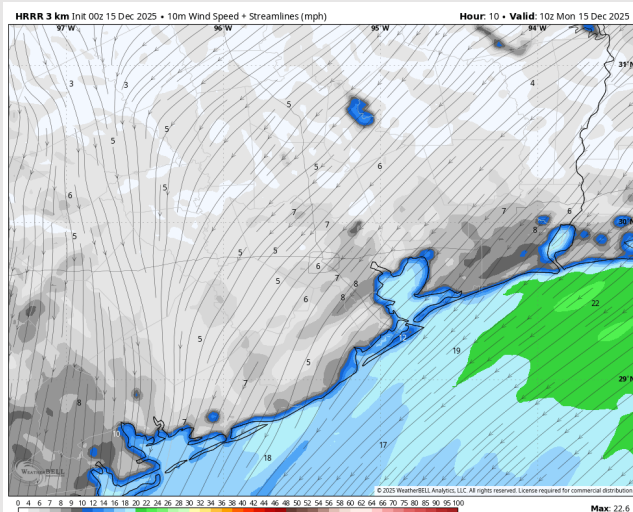 HRRR 3 km Init 00z 15 Dec 2025 • 10m Wind Speed + Streamlines (mph) Hour: 10 • Valid: 10z Mon 15 Dec 2025
97°W 96°W 95°W 94°W
31°N
3 3 4
5
5
5
5 6
5
6 7 7 6
7 8 30°N
5
5 5
6
5 7
8
6 8
22
12
5 19
5 29°N
7
8
7
10
17
18
WeatherBELL
© 2025 WeatherBELL Analytics, LLC. All rights reserved. License required for commercial distribution
0 2 4 6 8 10 12 14 16 18 20 22 24 26 28 30 32 34 36 38 40 42 44 46 48 50 52 54 56 58 60 62 64 66 68 70 75 80 85 90 95 100
Max: 22.6